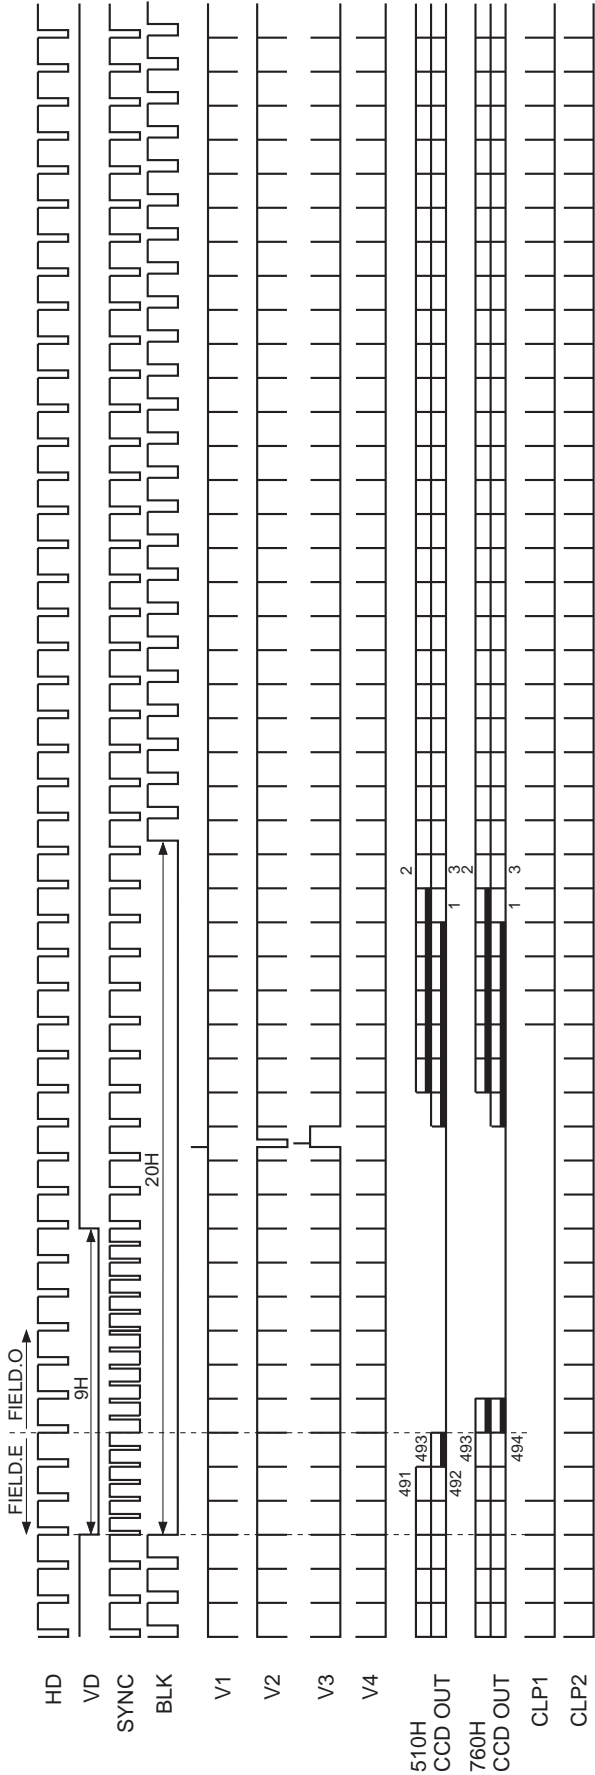 FIELD.E
FIELD.O
HD
VD
9H
SYNC
BLK
20H
V1
V2
V3
V4
510H
CCD OUT
491
493
492
2
1
3
760H
CCD OUT
493
494
2
1
3
CLP1
CLP2